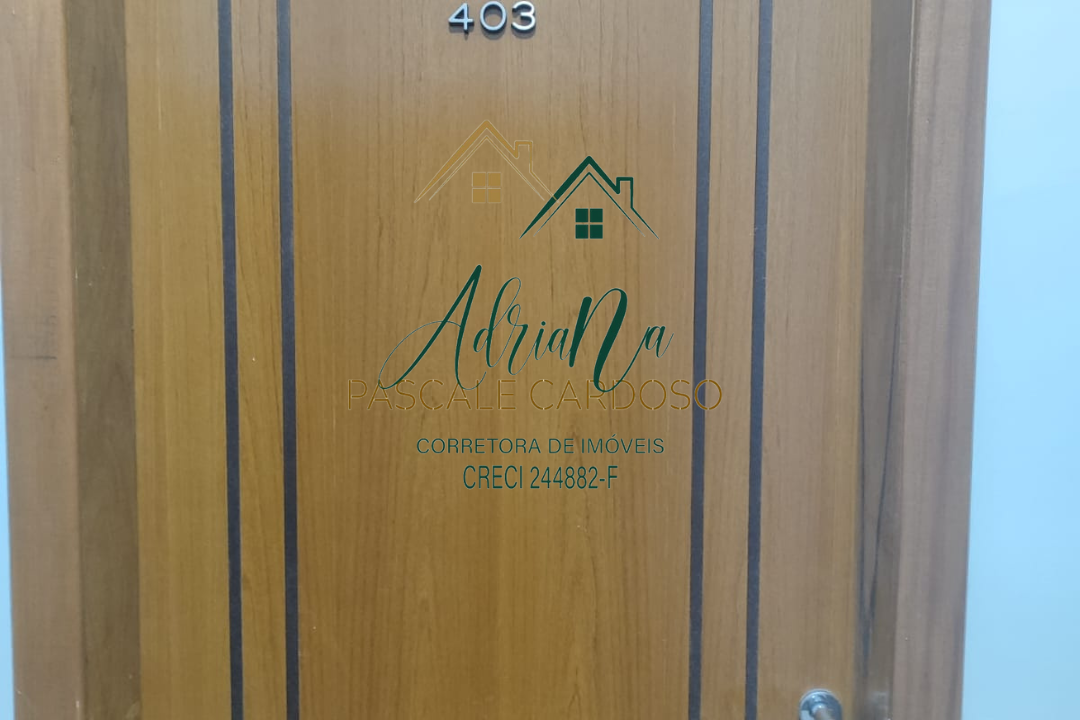 403
AdriaNa
PASCALE CARDOSO
CORRETORA DE IMÓVEIS
CRECI 244882-F